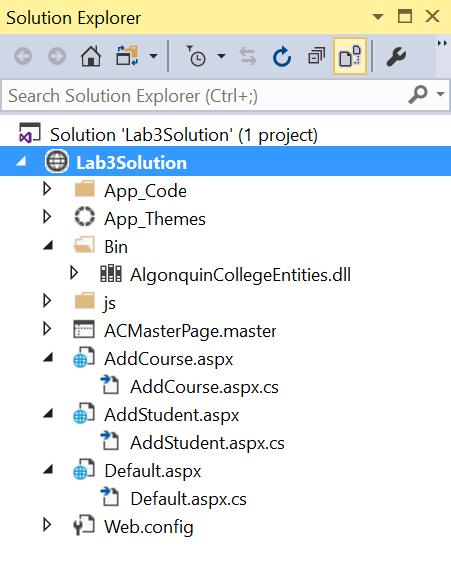 Solution Explorer
Search Solution Explorer (Ctrl+;)
Solution 'Lab3Solution' (1 project)
Lab3Solution
App_Code
App_Themes
Bin
AlgonquinCollegeEntities.dll
js
ACMasterPage.master
AddCourse.aspx
AddCourse.aspx.cs
AddStudent.aspx
AddStudent.aspx.cs
Default.aspx
Default.aspx.cs
Web.config